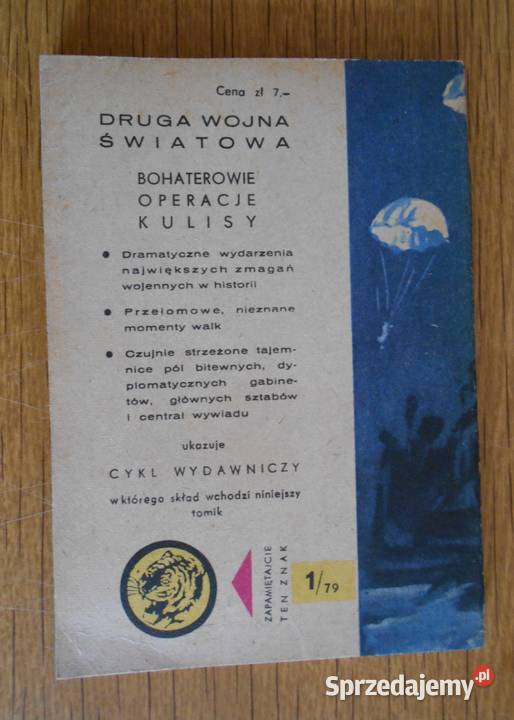 Cena zł 7,–
DRUGA WOJNA
ŚWIATOWA
BOHATEROWIE
OPERACJE
KULISY
● Dramatyczne wydarzenia
największych zmagań
wojennych w historii
● Przełomowe, nieznane
momenty walk
● Czujnie strzeżone tajem-
nice pól bitewnych, dy-
plomatycznych gabine-
tów, głównych sztabów
i central wywiadu
ukazuje
CYKL WYDAWNICZY
w którego skład wchodzi niniejszy
tomik
ZAPAMIĘTAJCIE
TEN ZNAK
1/79
Sprzedajemy.pl